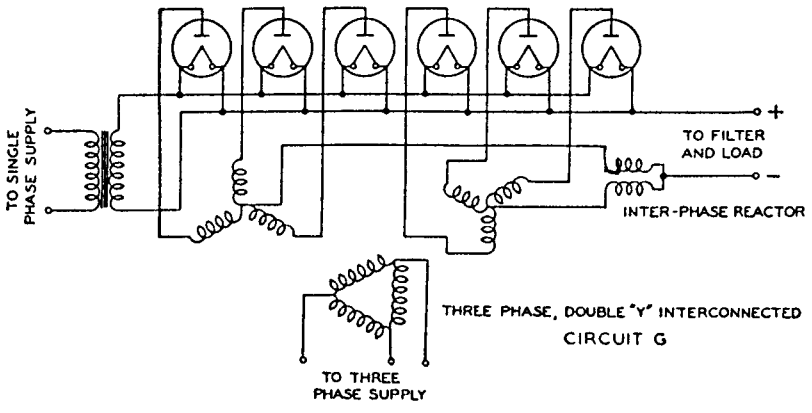 TO SINGLE
PHASE SUPPLY
+
TO FILTER
AND LOAD
−
INTER-PHASE REACTOR
THREE PHASE, DOUBLE "Y" INTERCONNECTED
CIRCUIT G
TO THREE
PHASE SUPPLY